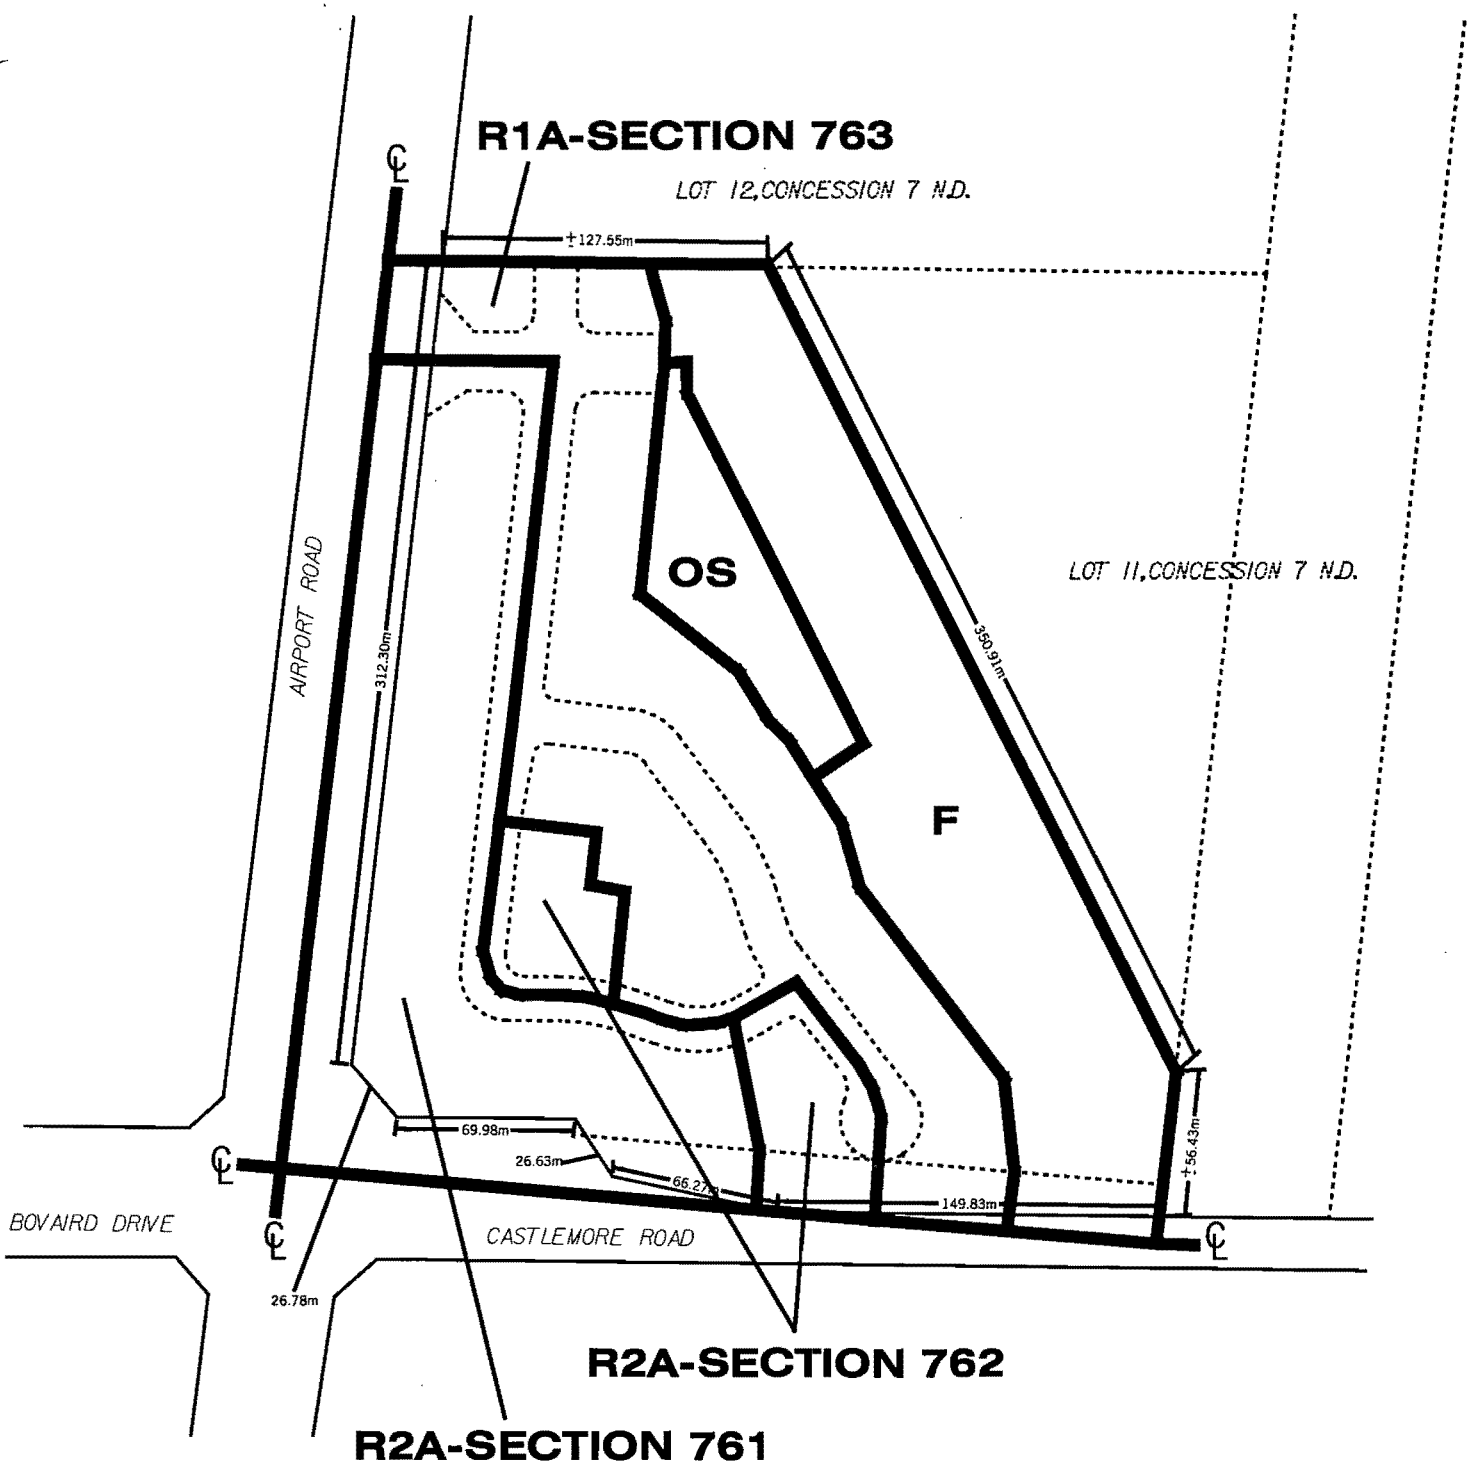 R1A-SECTION 763
℄
LOT 12,CONCESSION 7 N.D.
±127.55m
OS
LOT 11,CONCESSION 7 N.D.
AIRPORT ROAD
312.30m
350.91m
F
69.98m
26.63m
66.27m
±56.43m
149.83m
℄
℄
℄
BOVAIRD DRIVE
CASTLEMORE ROAD
26.78m
R2A-SECTION 762
R2A-SECTION 761